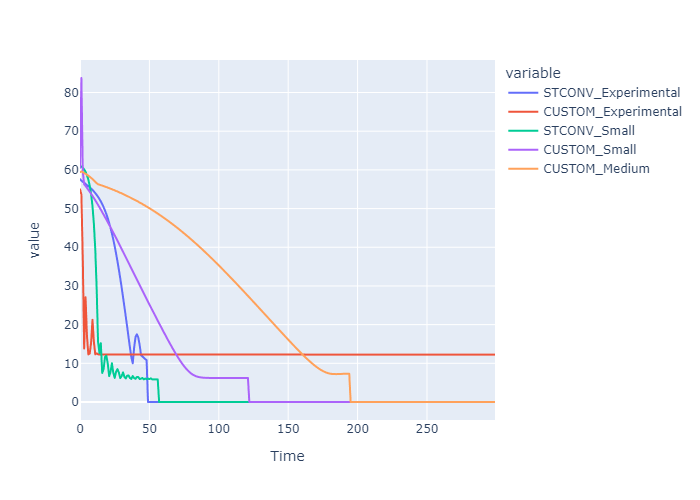 variable
STCONV_Experimental
CUSTOM_Experimental
STCONV_Small
CUSTOM_Small
CUSTOM_Medium
value
80
70
60
50
40
30
20
10
0
0 50 100 150 200 250
Time